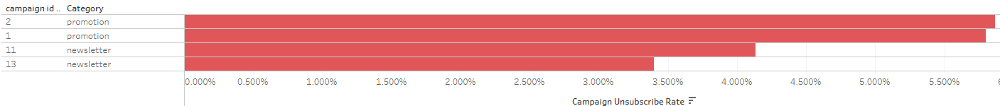 campaign id .. Category
2 promotion
1 promotion
11 newsletter
13 newsletter
0.000% 0.500% 1.000% 1.500% 2.000% 2.500% 3.000% 3.500% 4.000% 4.500% 5.000% 5.500% 6
Campaign Unsubscribe Rate